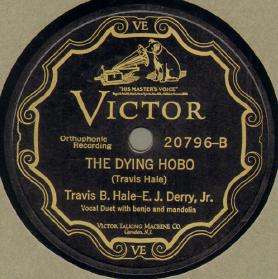 VE
"HIS MASTER'S VOICE"
VICTOR
Orthophonic
Recording
20796-B
THE DYING HOBO
(Travis Hale)
Travis B. Hale-E. J. Derry, Jr.
Vocal Duet with banjo and mandolin
VICTOR TALKING MACHINE CO.
Camden, N.J.
VE